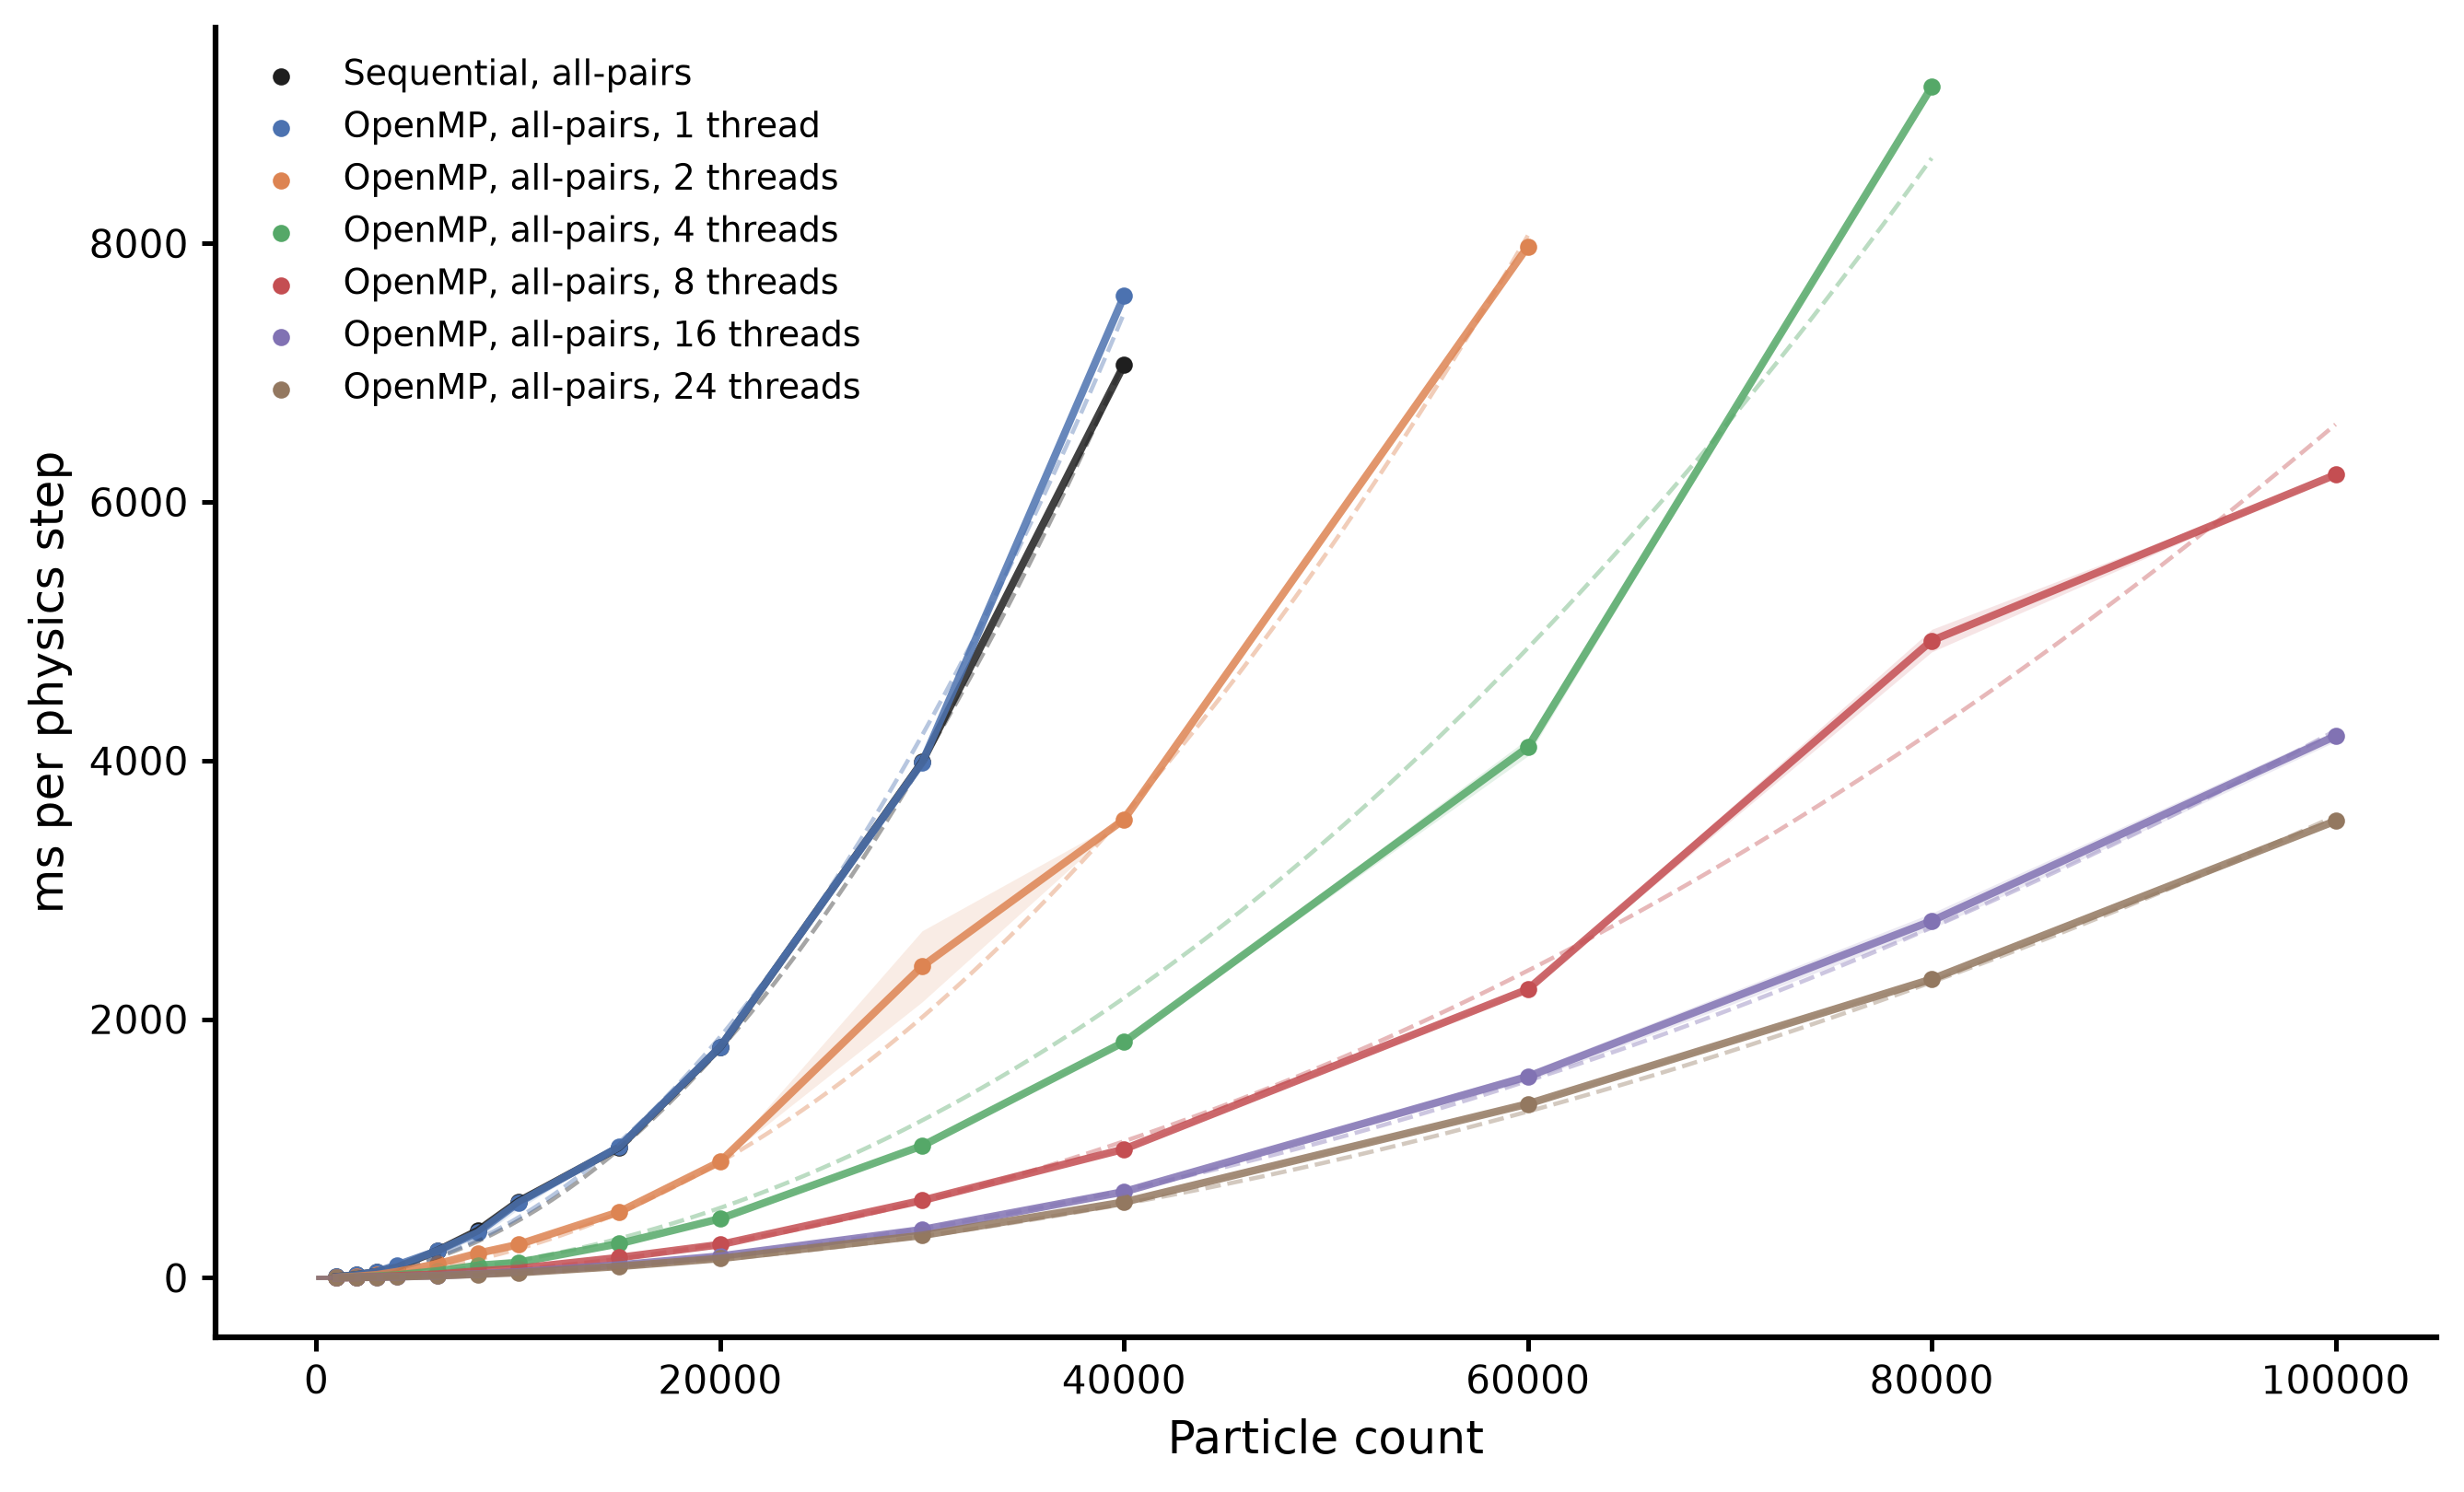 Sequential, all-pairs
OpenMP, all-pairs, 1 thread
OpenMP, all-pairs, 2 threads
OpenMP, all-pairs, 4 threads
OpenMP, all-pairs, 8 threads
OpenMP, all-pairs, 16 threads
OpenMP, all-pairs, 24 threads
ms per physics step
8000
6000
4000
2000
0
0 20000 40000 60000 80000 100000
Particle count